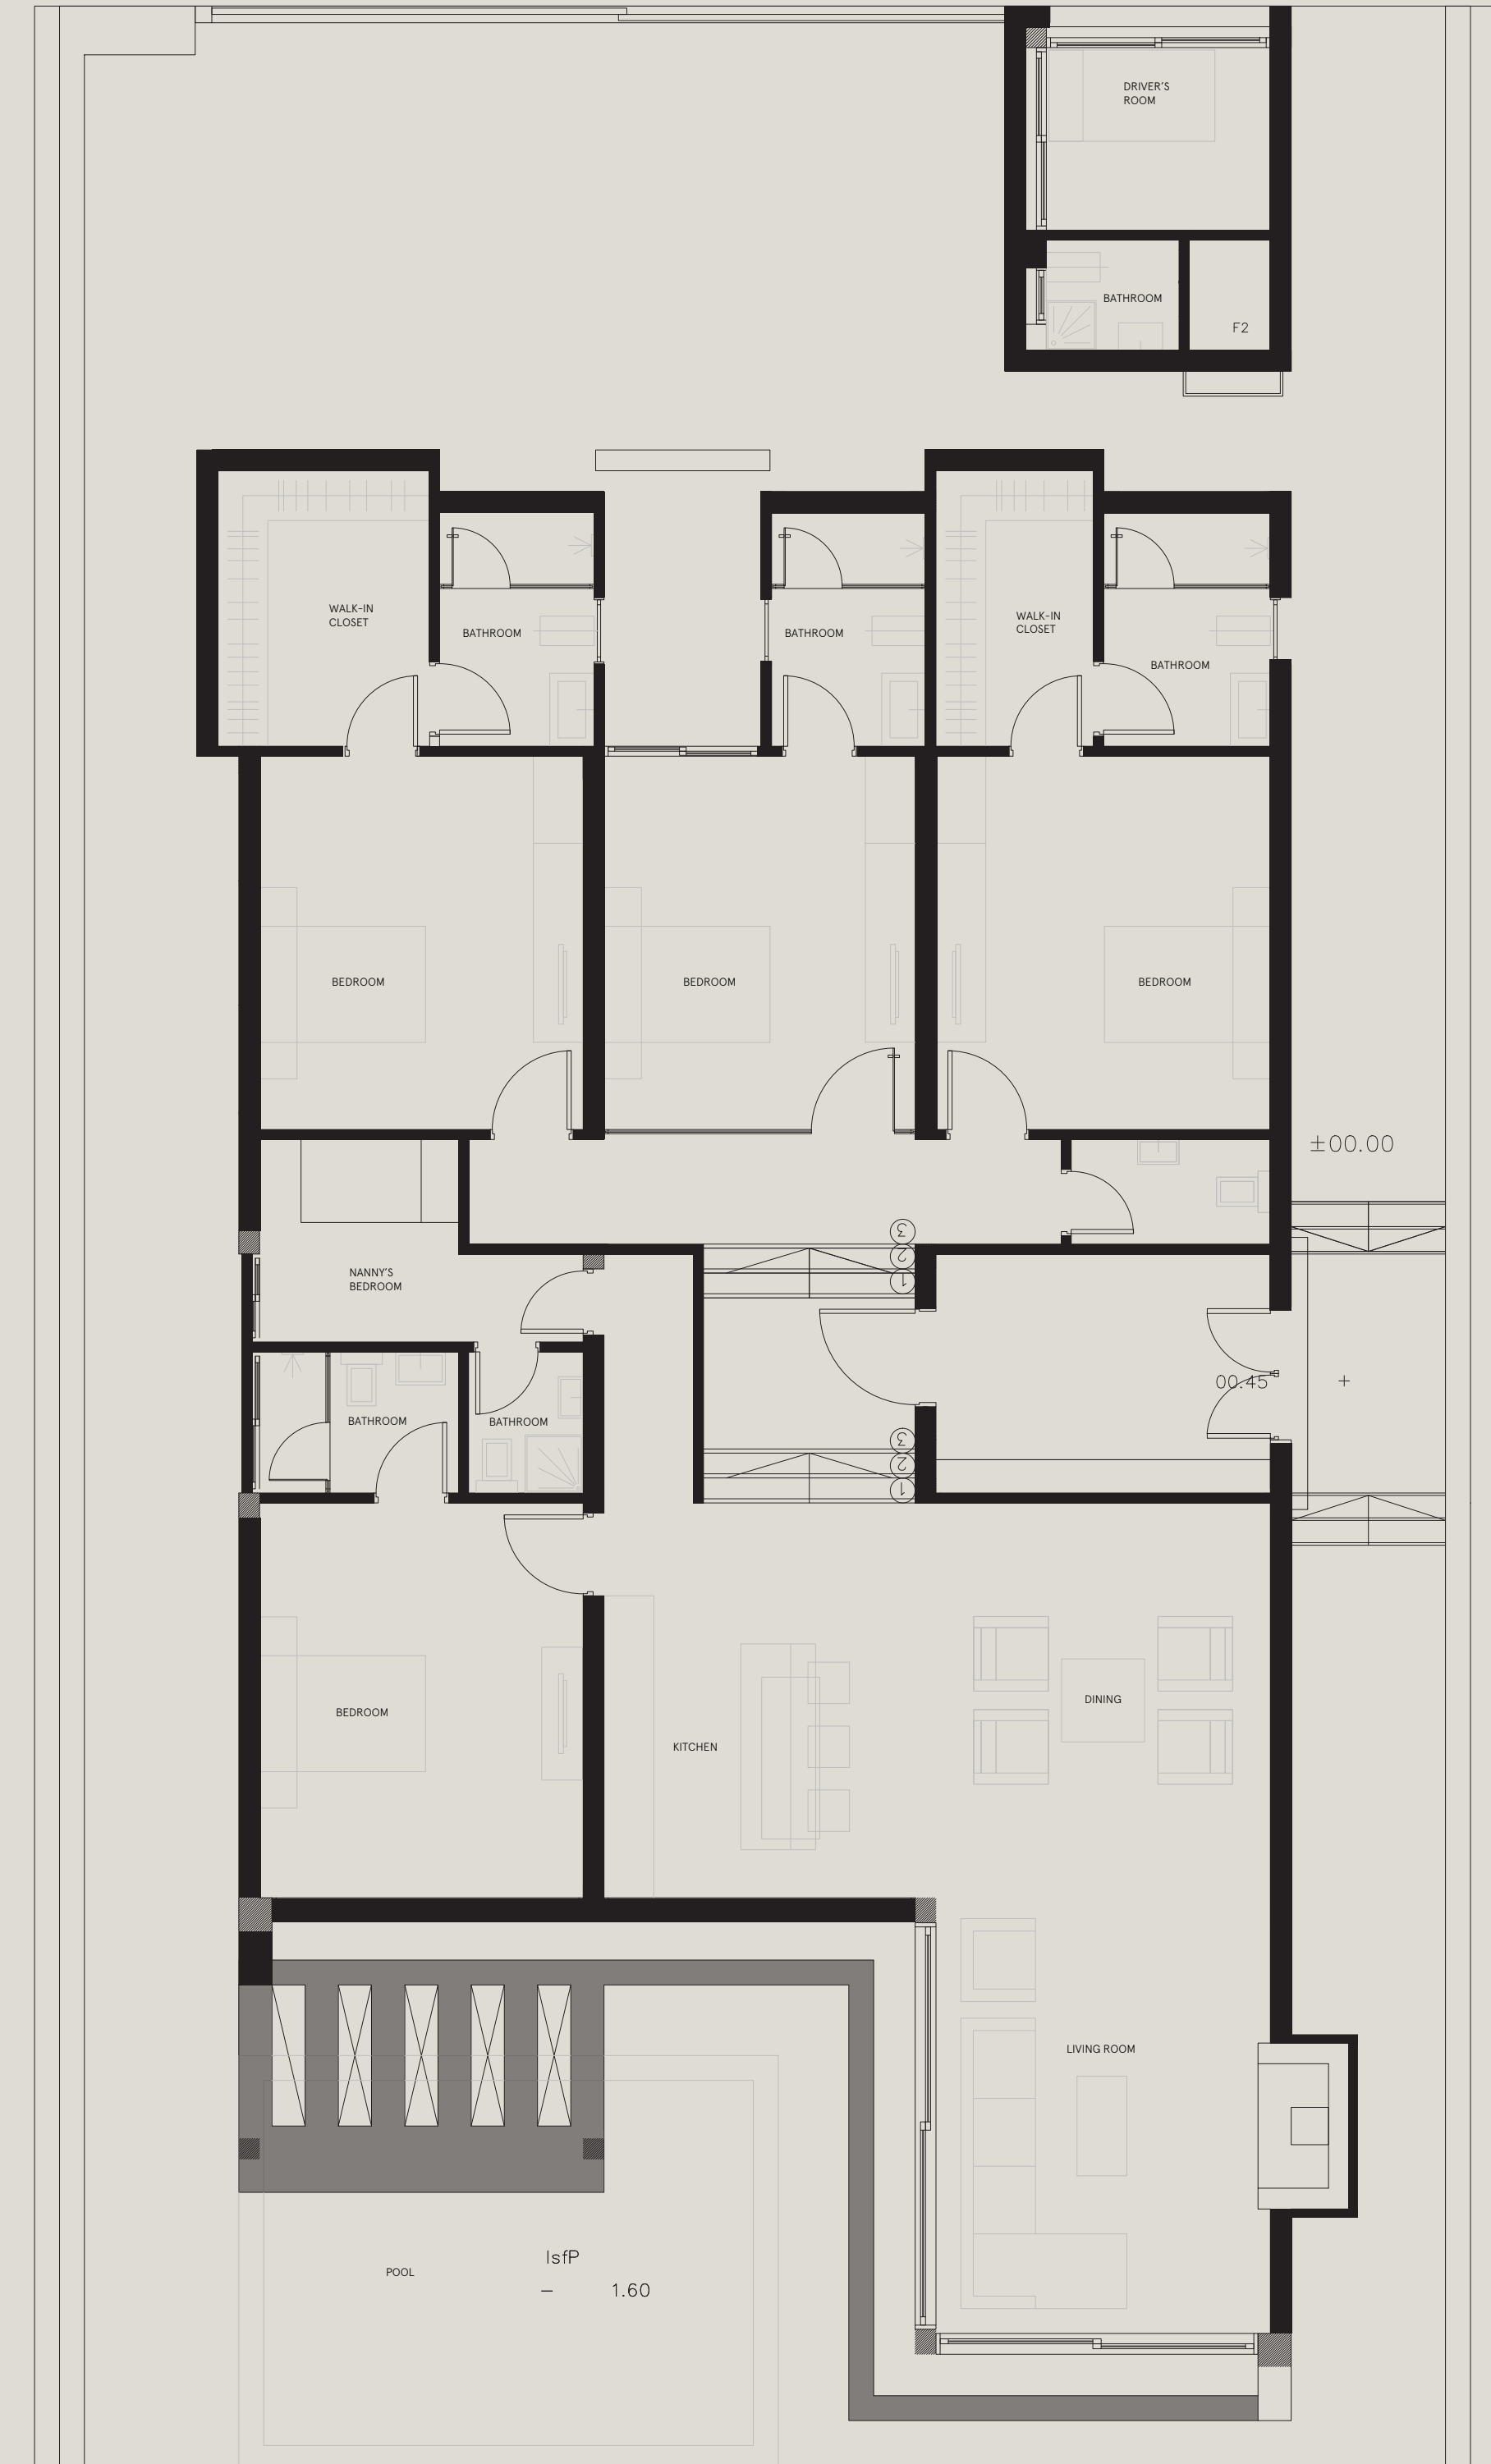 DRIVER'S
ROOM
BATHROOM
F2
WALK-IN
CLOSET
BATHROOM
BATHROOM
WALK-IN
CLOSET
BATHROOM
BEDROOM
BEDROOM
BEDROOM
±00.00
3
2
1
NANNY'S
BEDROOM
00.45
+
BATHROOM
BATHROOM
3
2
1
BEDROOM
KITCHEN
DINING
LIVING ROOM
POOL
IsfP
- 1.60